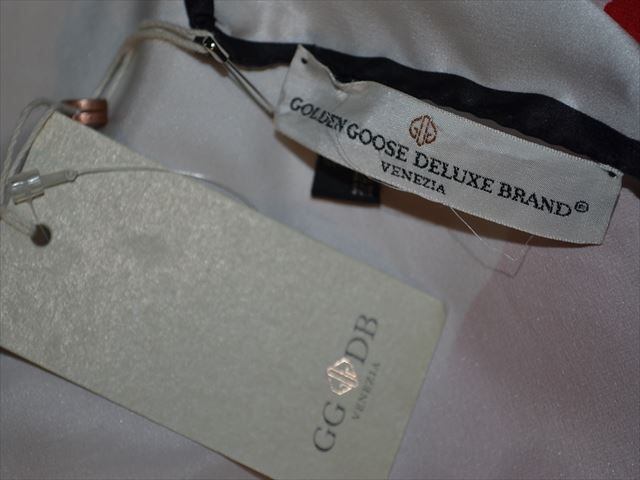 GOLDEN GOOSE DELUXE BRAND®
VENEZIA
GG DB
VENEZIA